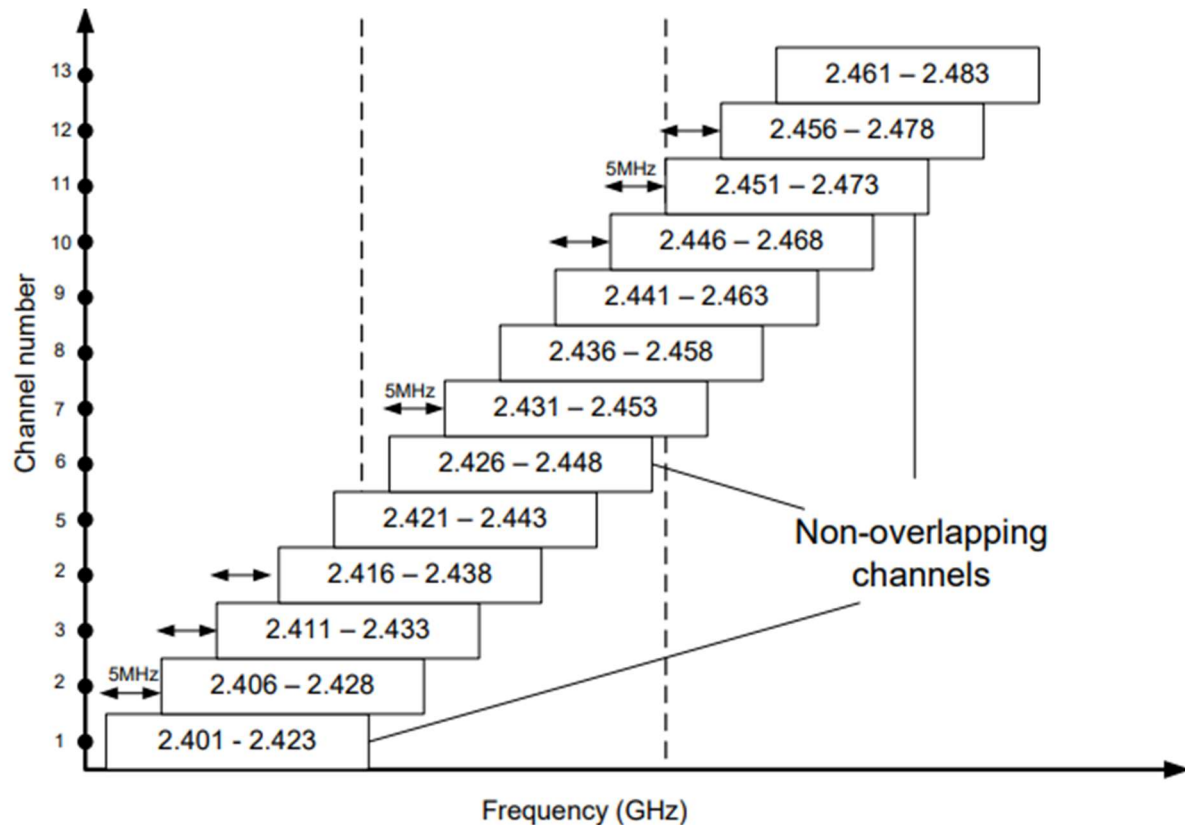 13
2.461 – 2.483
12
2.456 – 2.478
5MHz
11
2.451 – 2.473
10
2.446 – 2.468
9
2.441 – 2.463
8
2.436 – 2.458
5MHz
7
2.431 – 2.453
6
2.426 – 2.448
Non-overlapping
channels
5
2.421 – 2.443
2
2.416 – 2.438
3
2.411 – 2.433
5MHz
2
2.406 – 2.428
1
2.401 - 2.423
Channel number
Frequency (GHz)